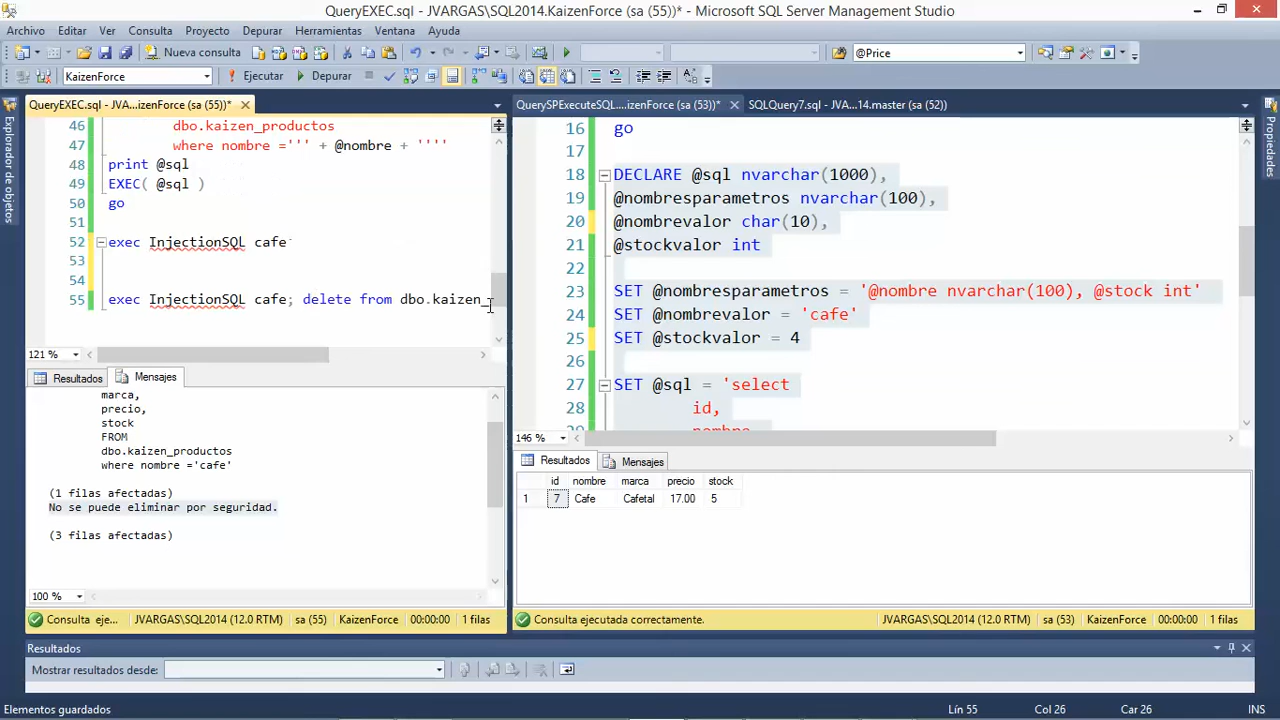 QueryEXEC.sql - JVARGAS\SQL2014.KaizenForce (sa (55))* - Microsoft SQL Server Management Studio
Archivo Editar Ver Consulta Proyecto Depurar Herramientas Ventana Ayuda
Nueva consulta @Price
KaizenForce Ejecutar Depurar
Explorador de objetos
QueryEXEC.sql - JVA...izenForce (sa (55))*
46 dbo.kaizen_productos
47 where nombre =''' + @nombre + ''''
48 print @sql
49 EXEC( @sql )
50 go
51
52 exec InjectionSQL cafe
53
54
55 exec InjectionSQL cafe; delete from dbo.kaizen_
121 %
Resultados Mensajes
marca,
precio,
stock
FROM
dbo.kaizen_productos
where nombre ='cafe'
(1 filas afectadas)
No se puede eliminar por seguridad.
(3 filas afectadas)
100 %
Consulta eje... JVARGAS\SQL2014 (12.0 RTM) sa (55) KaizenForce 00:00:00 1 filas
QuerySPExecuteSQL....izenForce (sa (53))* SQLQuery7.sql - JV...14.master (sa (52))
16 go
17
18 DECLARE @sql nvarchar(1000),
19 @nombresparametros nvarchar(100),
20 @nombrevalor char(10),
21 @stockvalor int
22
23 SET @nombresparametros = '@nombre nvarchar(100), @stock int'
24 SET @nombrevalor = 'cafe'
25 SET @stockvalor = 4
26
27 SET @sql = 'select
28 id,
29 nombre
146 %
Resultados Mensajes
id nombre marca precio stock
1 7 Cafe Cafetal 17.00 5
Consulta ejecutada correctamente. JVARGAS\SQL2014 (12.0 RTM) sa (53) KaizenForce 00:00:00 1 filas
Propiedades
Resultados
Mostrar resultados desde:
Elementos guardados Lín 55 Col 26 Car 26 INS